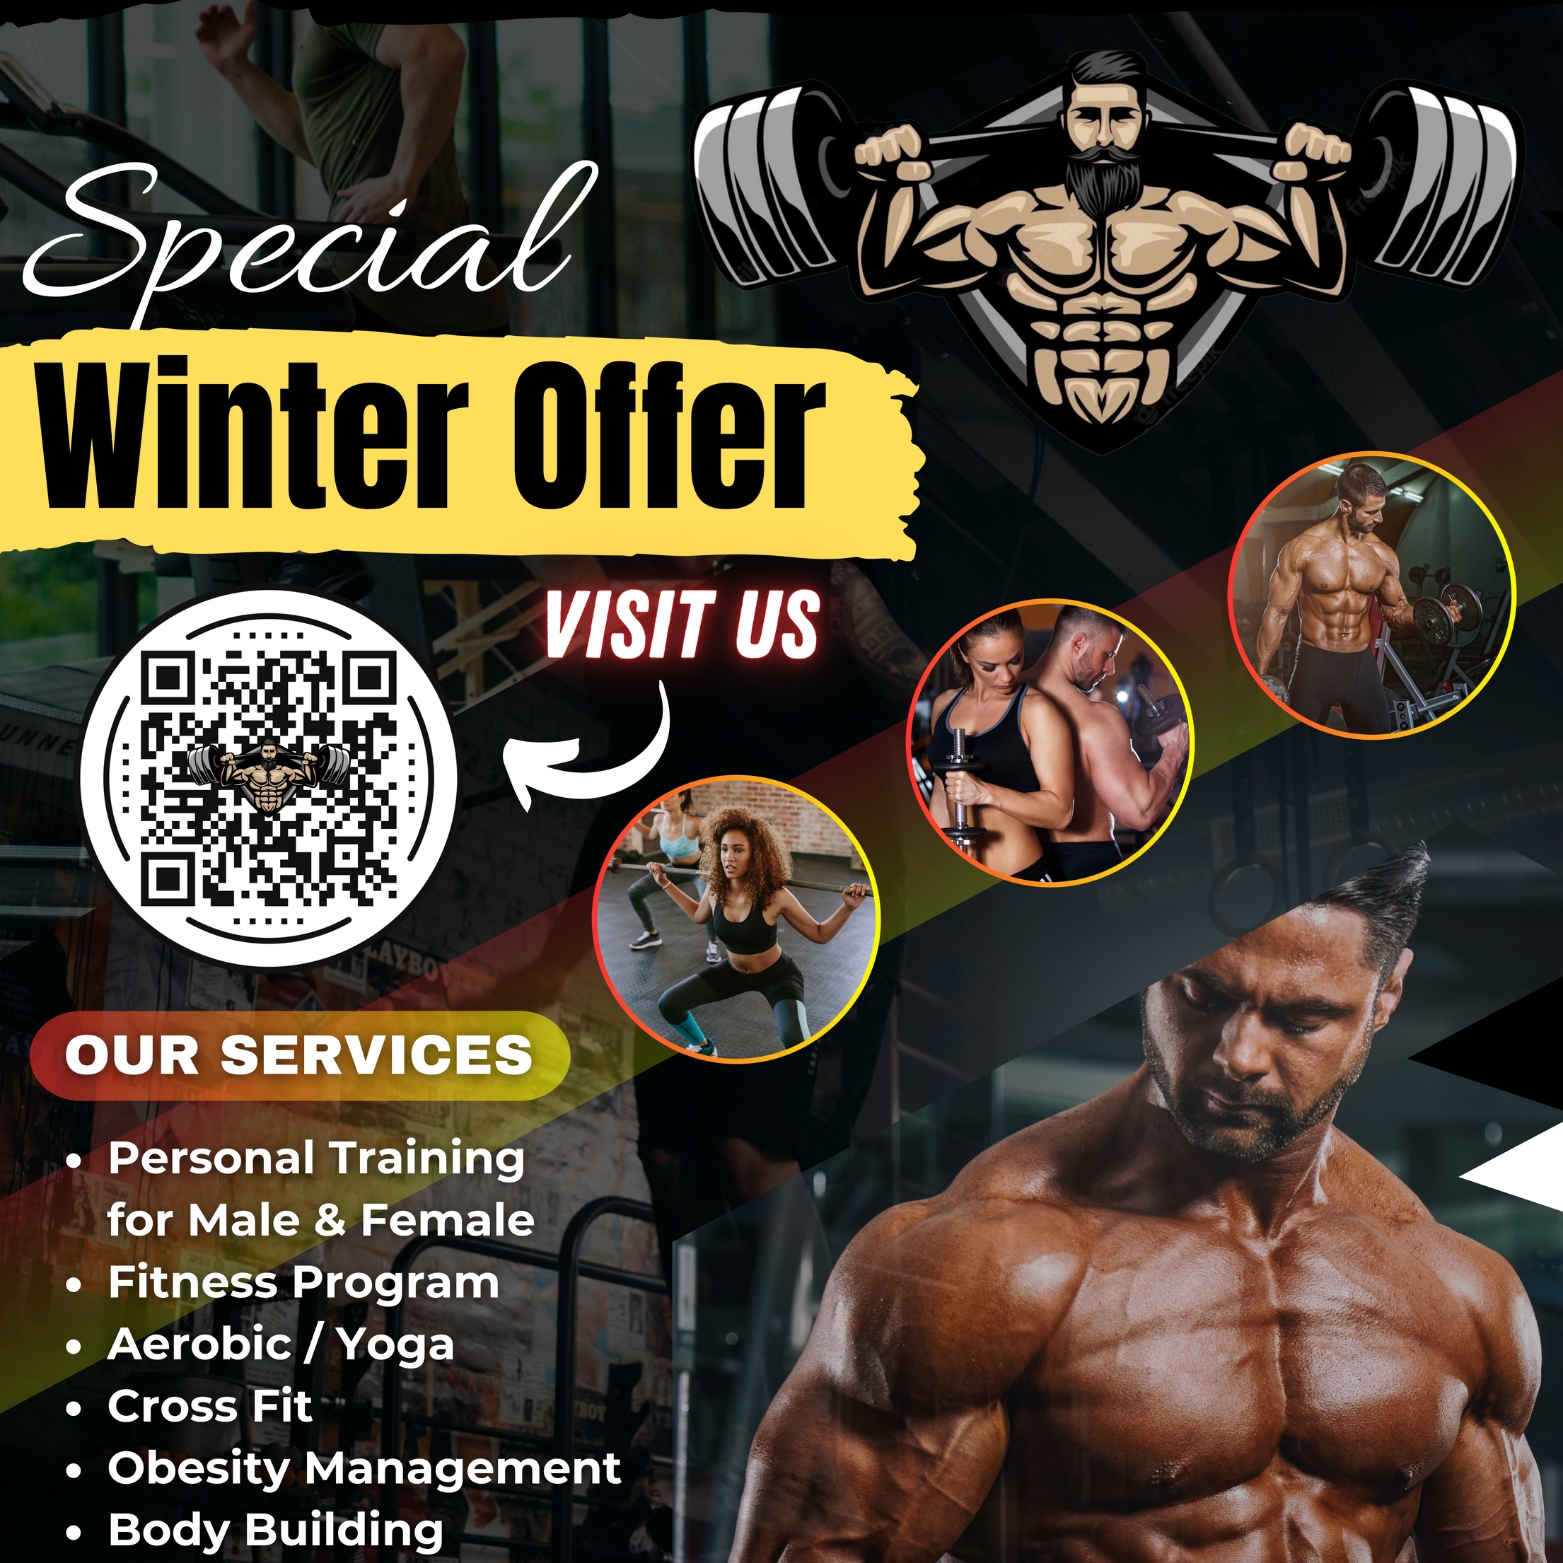 Special
Winter Offer
VISIT US
OUR SERVICES
• Personal Training
for Male & Female
• Fitness Program
• Aerobic / Yoga
• Cross Fit
• Obesity Management
• Body Building